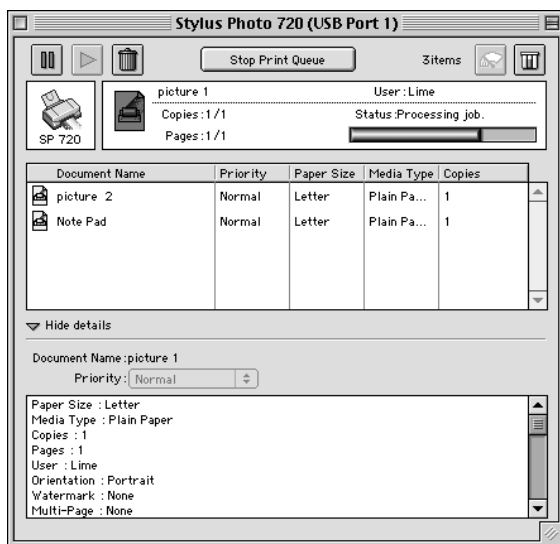 Stylus Photo 720 (USB Port 1)
Stop Print Queue 3items
SP 720
picture 1 User:Lime
Copies:1/1 Status:Processing job.
Pages:1/1
Document Name Priority Paper Size Media Type Copies
picture 2 Normal Letter Plain Pa... 1
Note Pad Normal Letter Plain Pa... 1
Hide details
Document Name:picture 1
Priority: Normal
Paper Size : Letter
Media Type : Plain Paper
Copies : 1
Pages : 1
User : Lime
Orientation : Portrait
Watermark : None
Multi-Page : None